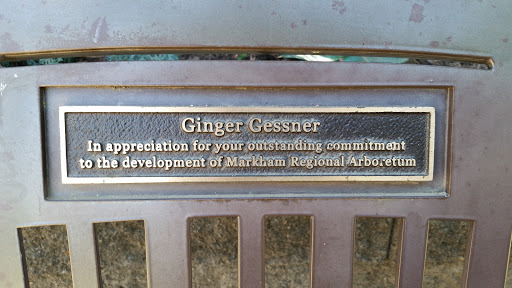 Ginger Gessner
In appreciation for your outstanding commitment
to the development of Markham Regional Arboretum